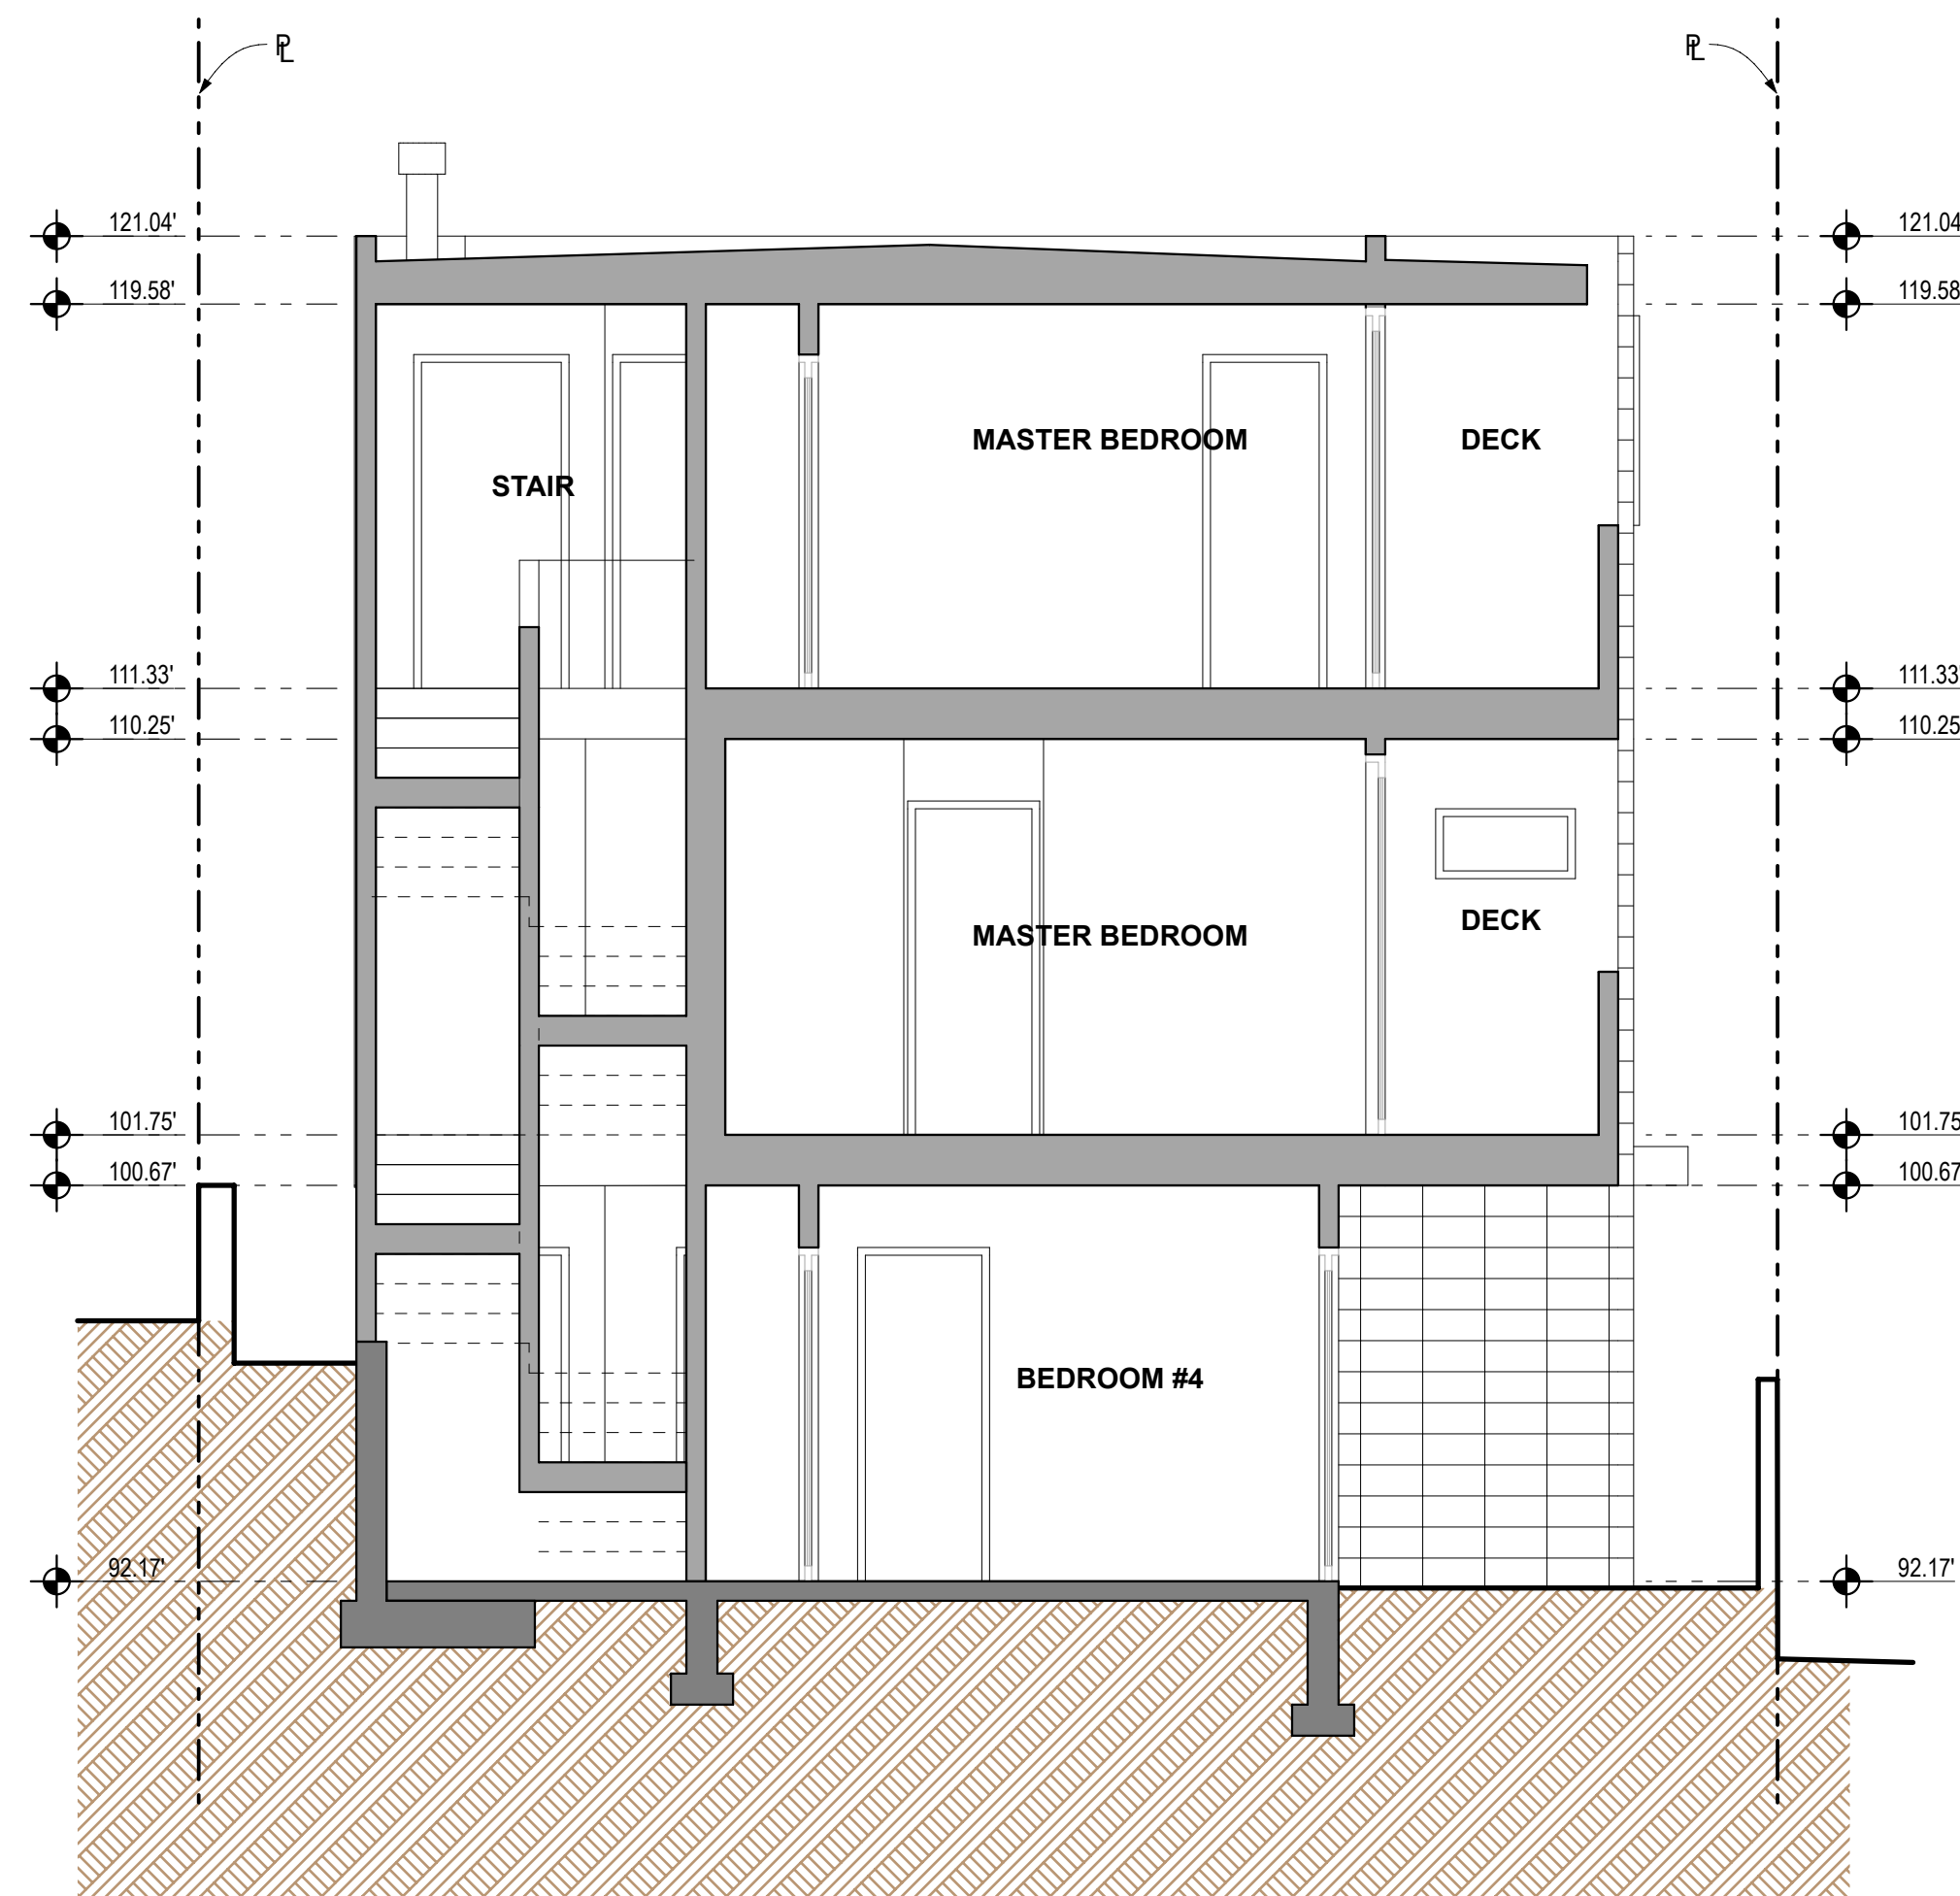 PL PL
121.04' 121.04
119.58' 119.58
MASTER BEDROOM DECK
STAIR
111.33' 111.33
110.25' 110.25
DECK
MASTER BEDROOM
101.75' 101.75
100.67' 100.67
BEDROOM #4
92.17' 92.17'